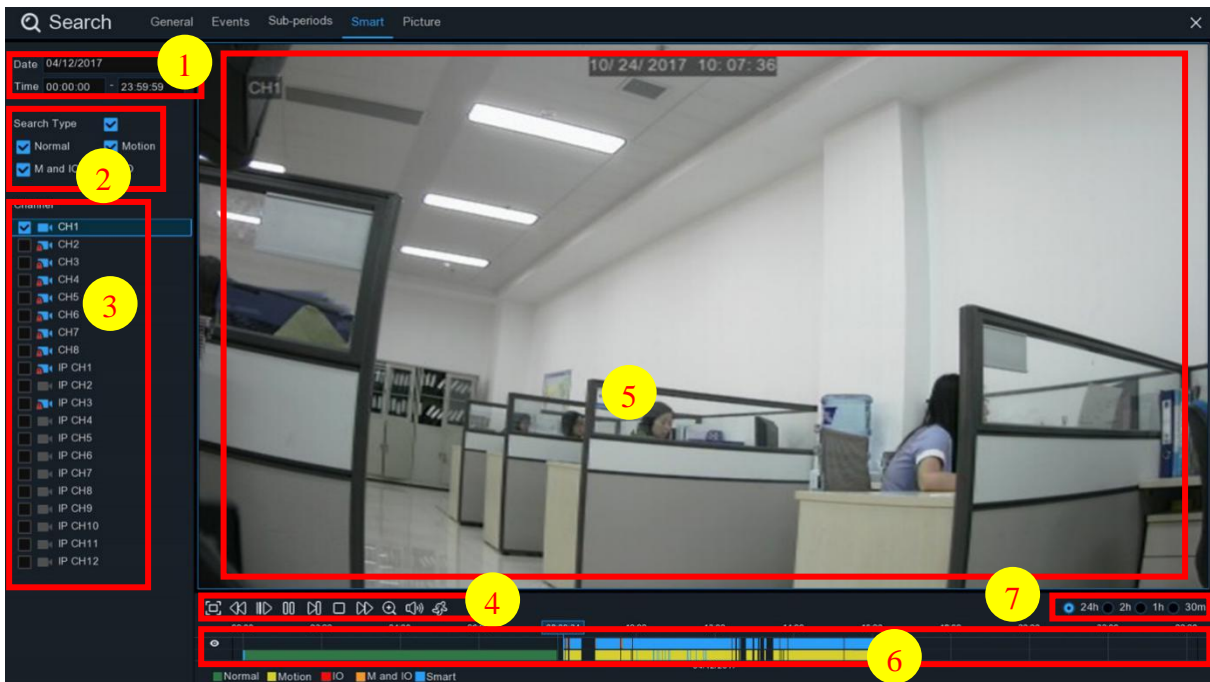 Search General Events Sub-periods Smart Picture
Date 04/12/2017
Time 00:00:00 - 23:59:59
1
Search Type
Normal Motion
M and IO
2
Channel
CH1
CH2
CH3
CH4
CH5
CH6
CH7
CH8
IP CH1
IP CH2
IP CH3
IP CH4
IP CH5
IP CH6
IP CH7
IP CH8
IP CH9
IP CH10
IP CH11
IP CH12
3
10/24/2017 10:07:36
CH1
5
4
7
24h 2h 1h 30m
6
Normal Motion IO M and IO Smart